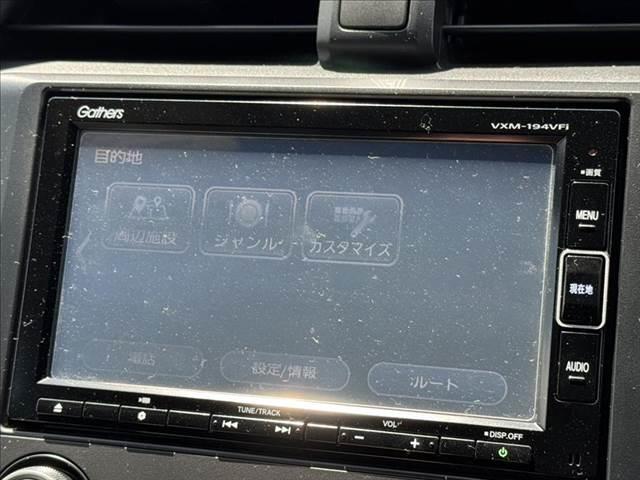 Gathers
VXM-194VFi
目的地
画質
MENU
周辺施設
ジャンル
カスタマイズ
現在地
電話
設定/情報
ルート
AUDIO
TUNE/TRACK
VOL
DISP.OFF